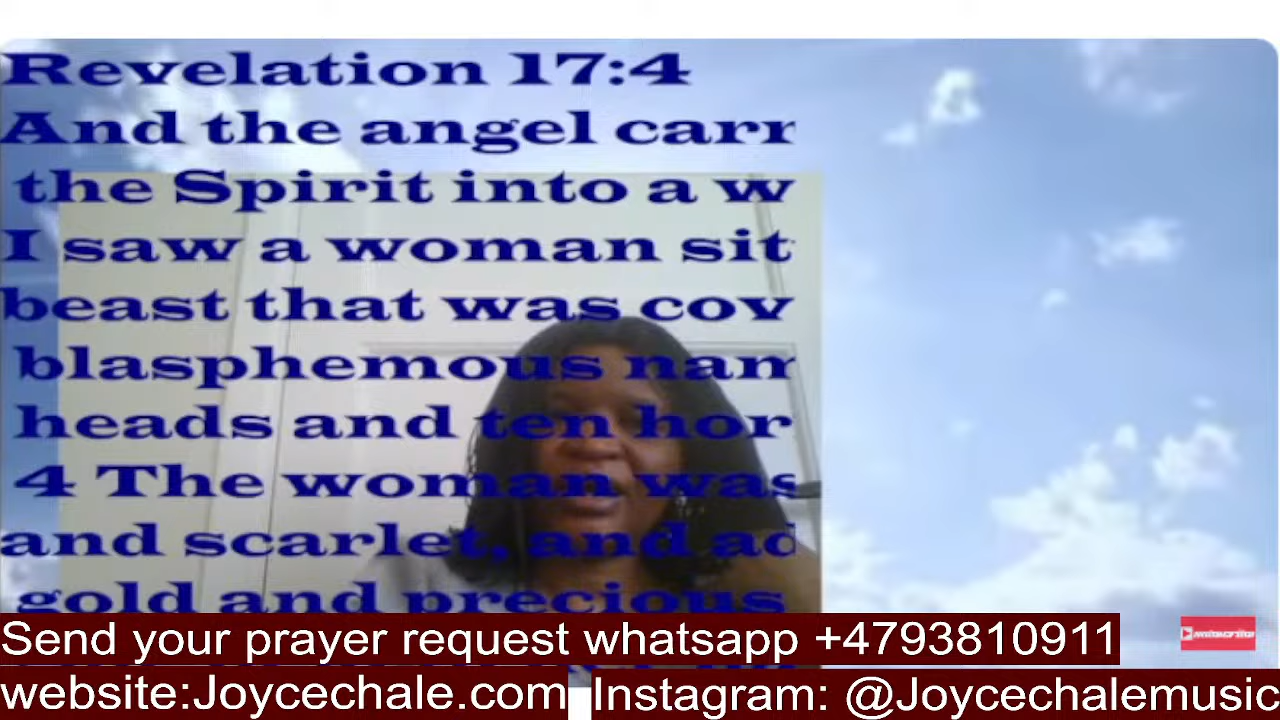 Revelation 17:4
And the angel carr
the Spirit into a w
I saw a woman sit
beast that was cov
blasphemous nam
heads and ten hor
4 The woman was
and scarlet, and ad
gold and precious
Send your prayer request whatsapp +4793810911
website:Joycechale.com Instagram: @Joycechalemusic